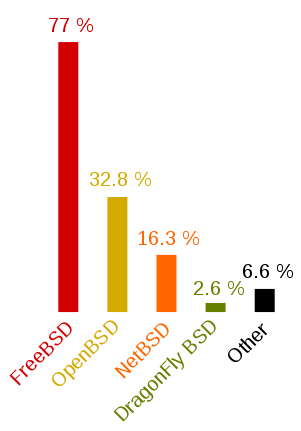 77 %
32.8 %
16.3 %
2.6 %
6.6 %
FreeBSD
OpenBSD
NetBSD
DragonFly BSD
Other